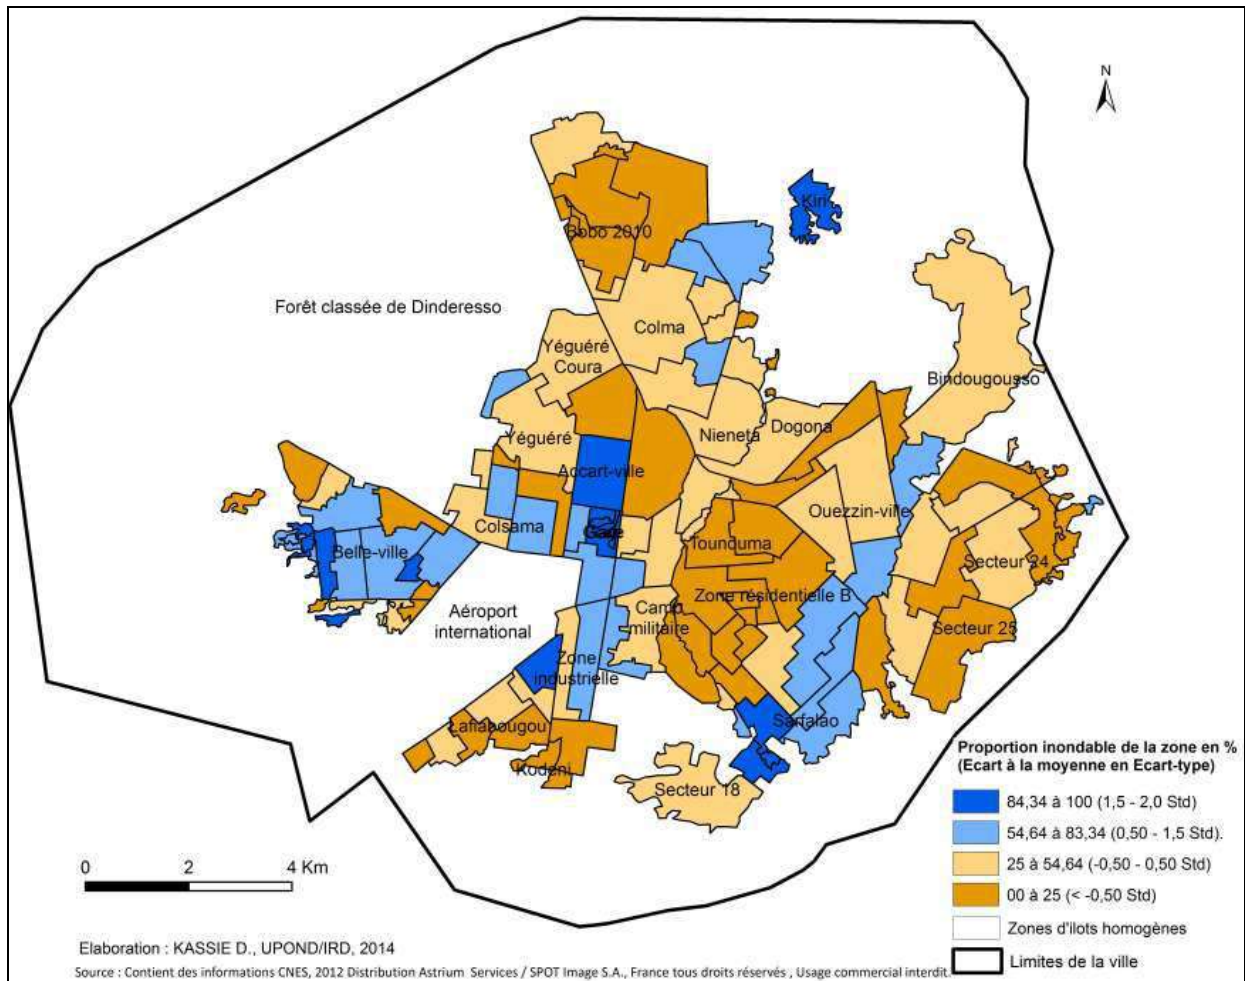 N
Kiri
Bobo 2010
Forêt classée de Dinderesso
Colma
Yéguéré
Coura
Bindougousso
Nieneta
Dogona
Yéguéré
Accart-ville
Ouezzin-ville
Colsama
Gare
Belle-ville
Tounouma
Secteur 24
Zone résidentielle B
Aéroport
international
Camp
militaire
Secteur 25
Zone
industrielle
Lafiabougou
Sarfalao
Kodeni
Secteur 18
Proportion inondable de la zone en %
(Ecart à la moyenne en Ecart-type)
84,34 à 100 (1,5 - 2,0 Std)
54,64 à 83,34 (0,50 - 1,5 Std).
25 à 54,64 (-0,50 - 0,50 Std)
00 à 25 (< -0,50 Std)
Zones d'ilots homogènes
Limites de la ville
0 2 4 Km
Elaboration : KASSIE D., UPOND/IRD, 2014
Source : Contient des informations CNES, 2012 Distribution Astrium Services / SPOT Image S.A., France tous droits réservés , Usage commercial interdit.